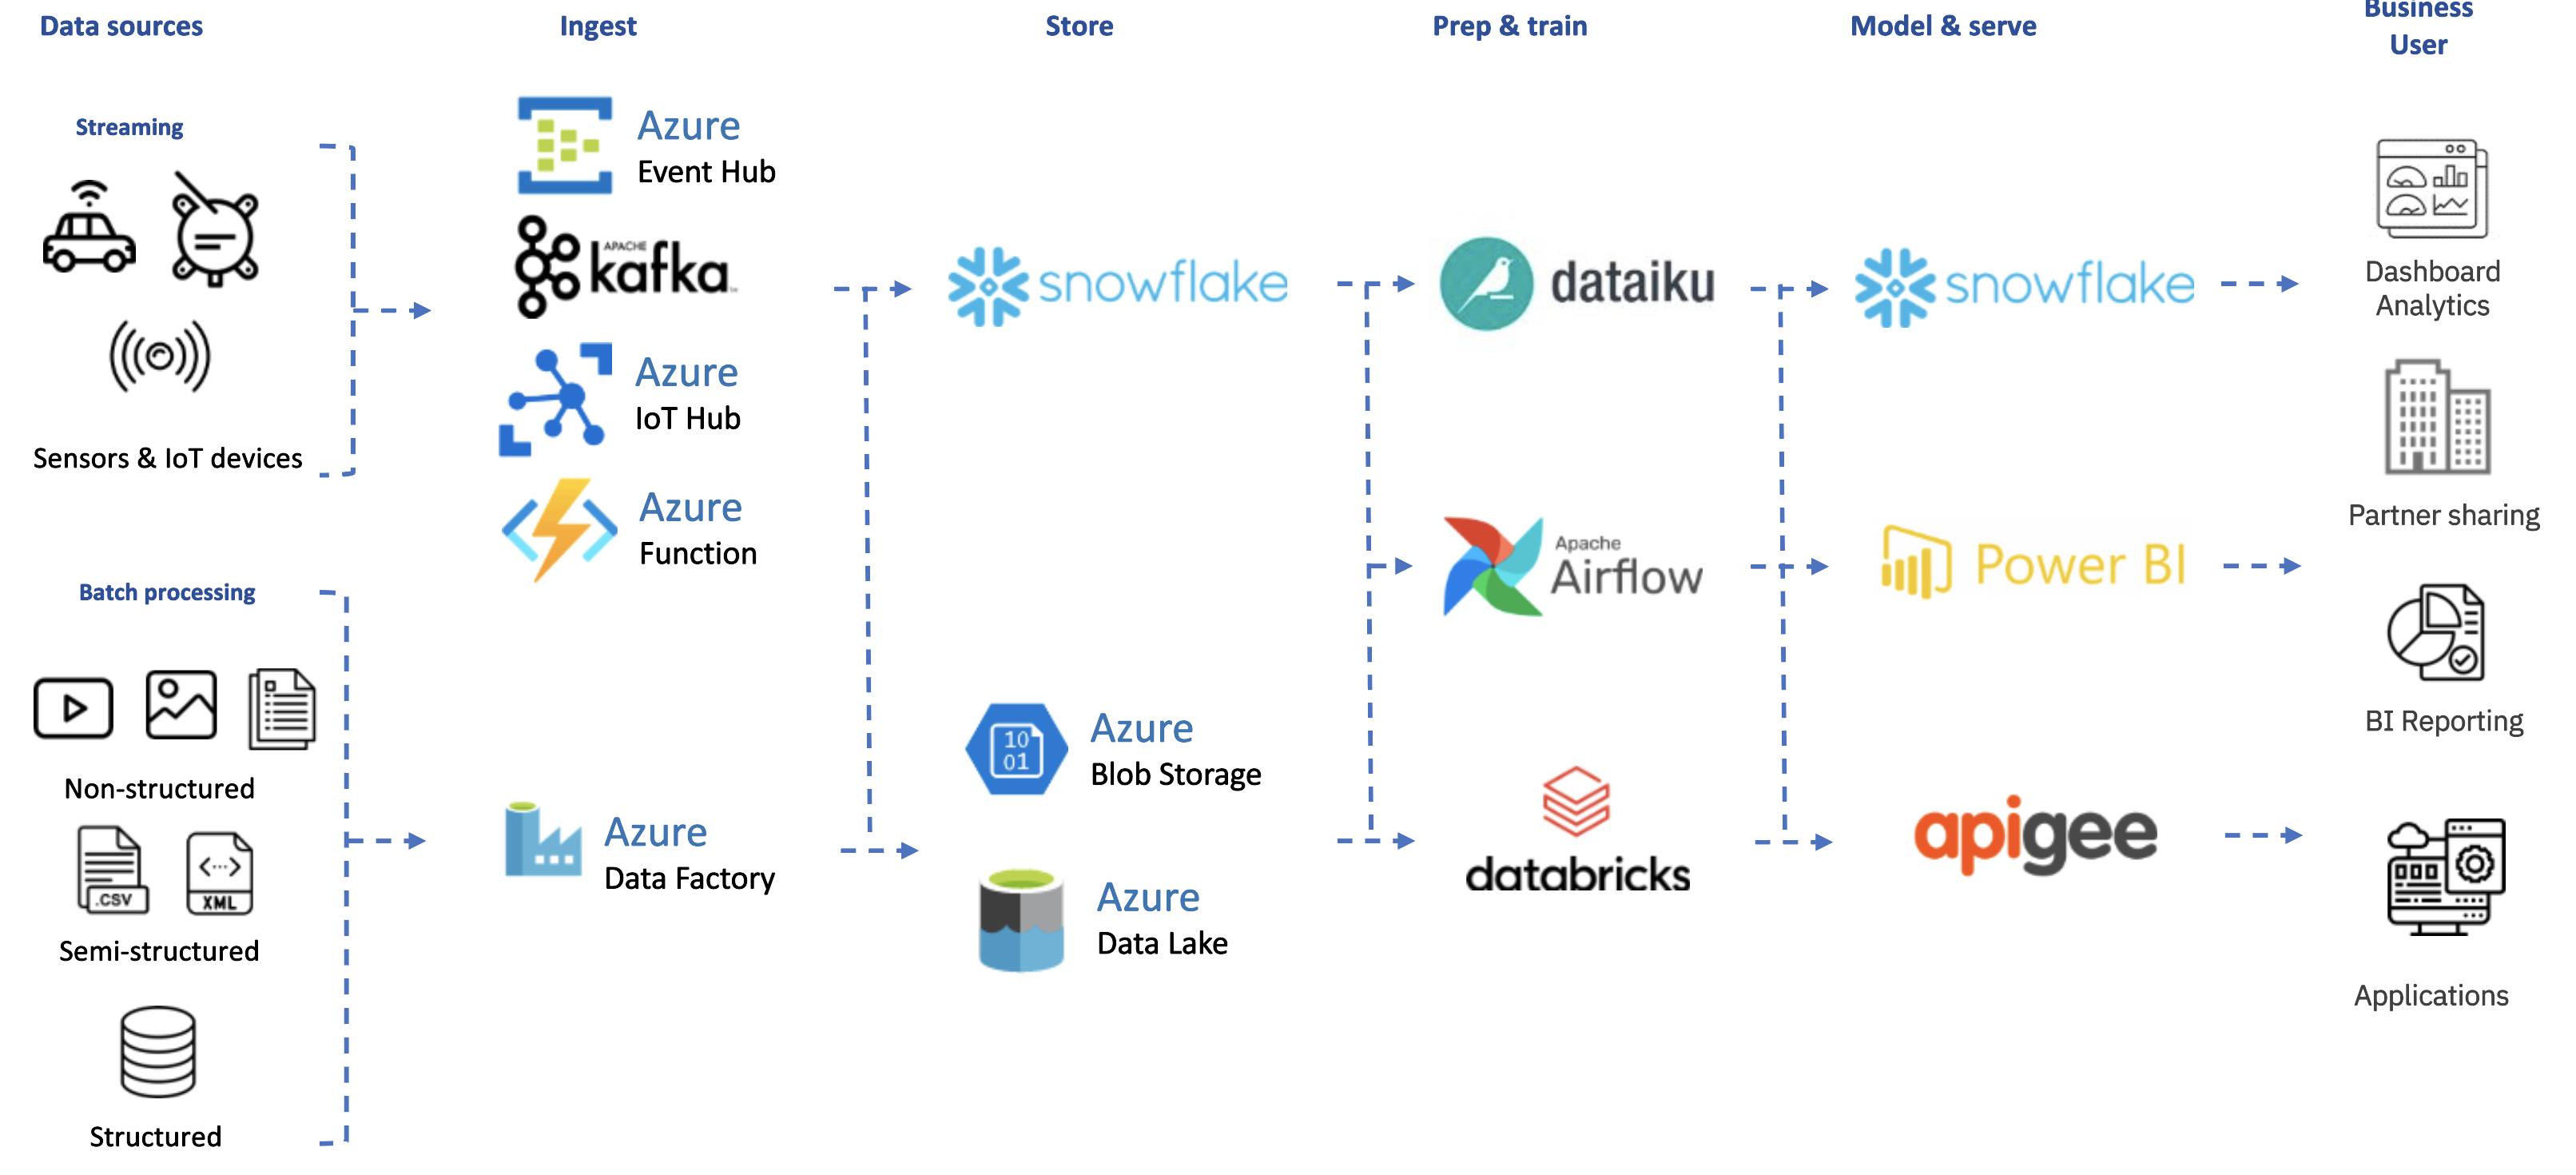 Data sources
Ingest
Store
Prep & train
Model & serve
Business
User
Streaming
Sensors & IoT devices
Batch processing
Non-structured
.CSV
XML
Semi-structured
Structured
Azure
Event Hub
APACHE
kafka
Azure
IoT Hub
Azure
Function
Azure
Data Factory
snowflake
10
01
Azure
Blob Storage
Azure
Data Lake
dataiku
Apache
Airflow
databricks
snowflake
Power BI
apigee
Dashboard
Analytics
Partner sharing
BI Reporting
Applications